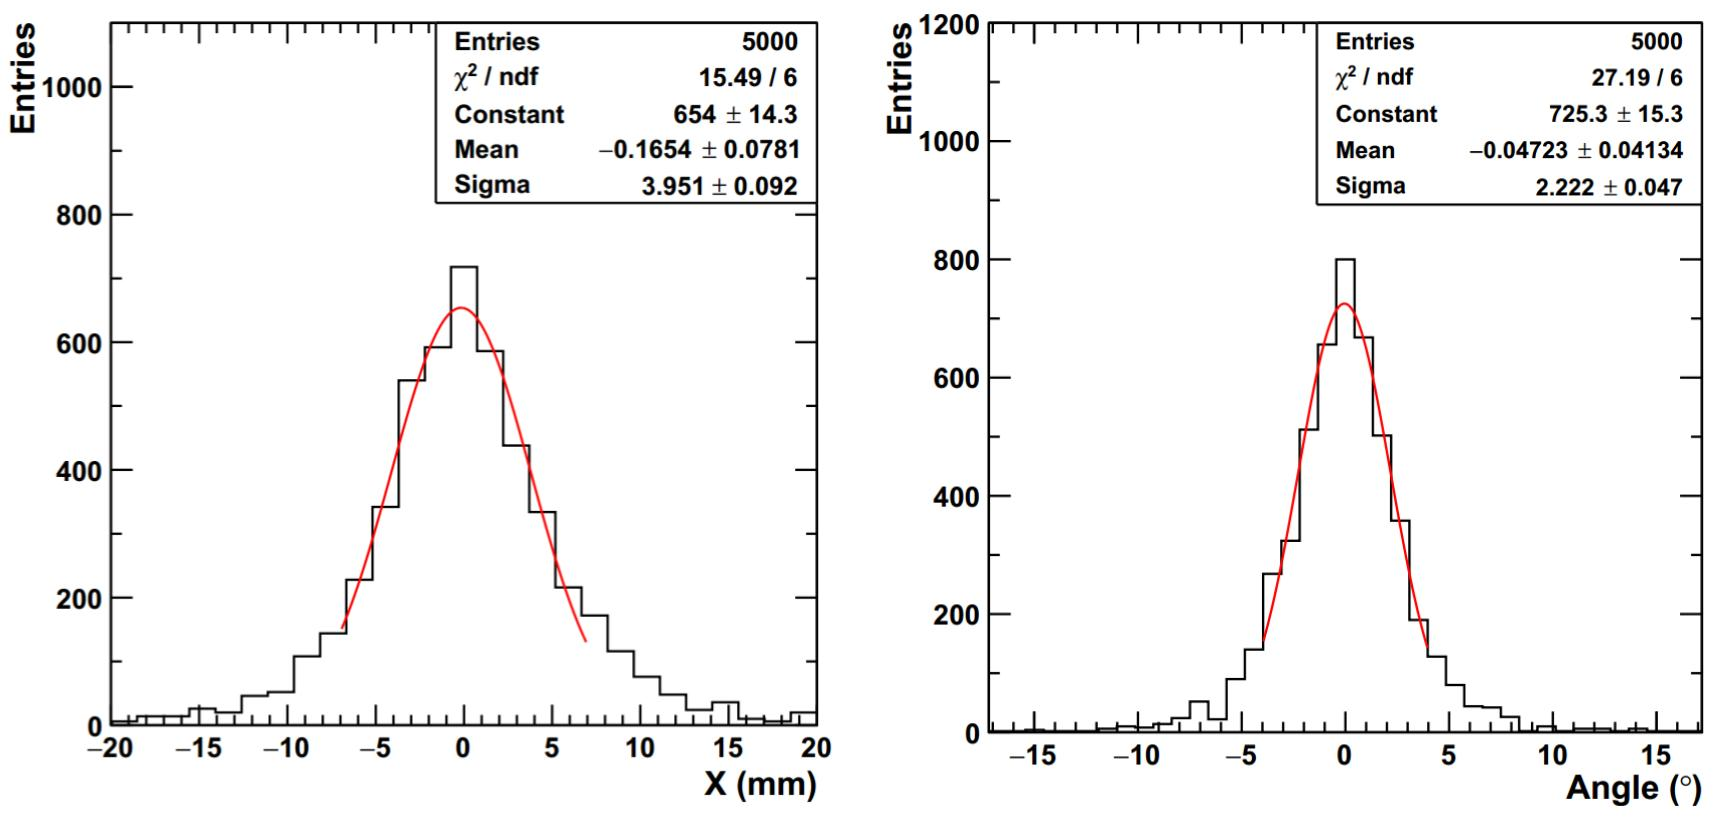 Entries
1000
800
600
400
200
0
Entries 5000
χ² / ndf 15.49 / 6
Constant 654 ± 14.3
Mean −0.1654 ± 0.0781
Sigma 3.951 ± 0.092
−20 −15 −10 −5 0 5 10 15 20
X (mm)
Entries
1200
1000
800
600
400
200
0
Entries 5000
χ² / ndf 27.19 / 6
Constant 725.3 ± 15.3
Mean −0.04723 ± 0.04134
Sigma 2.222 ± 0.047
−15 −10 −5 0 5 10 15
Angle (°)